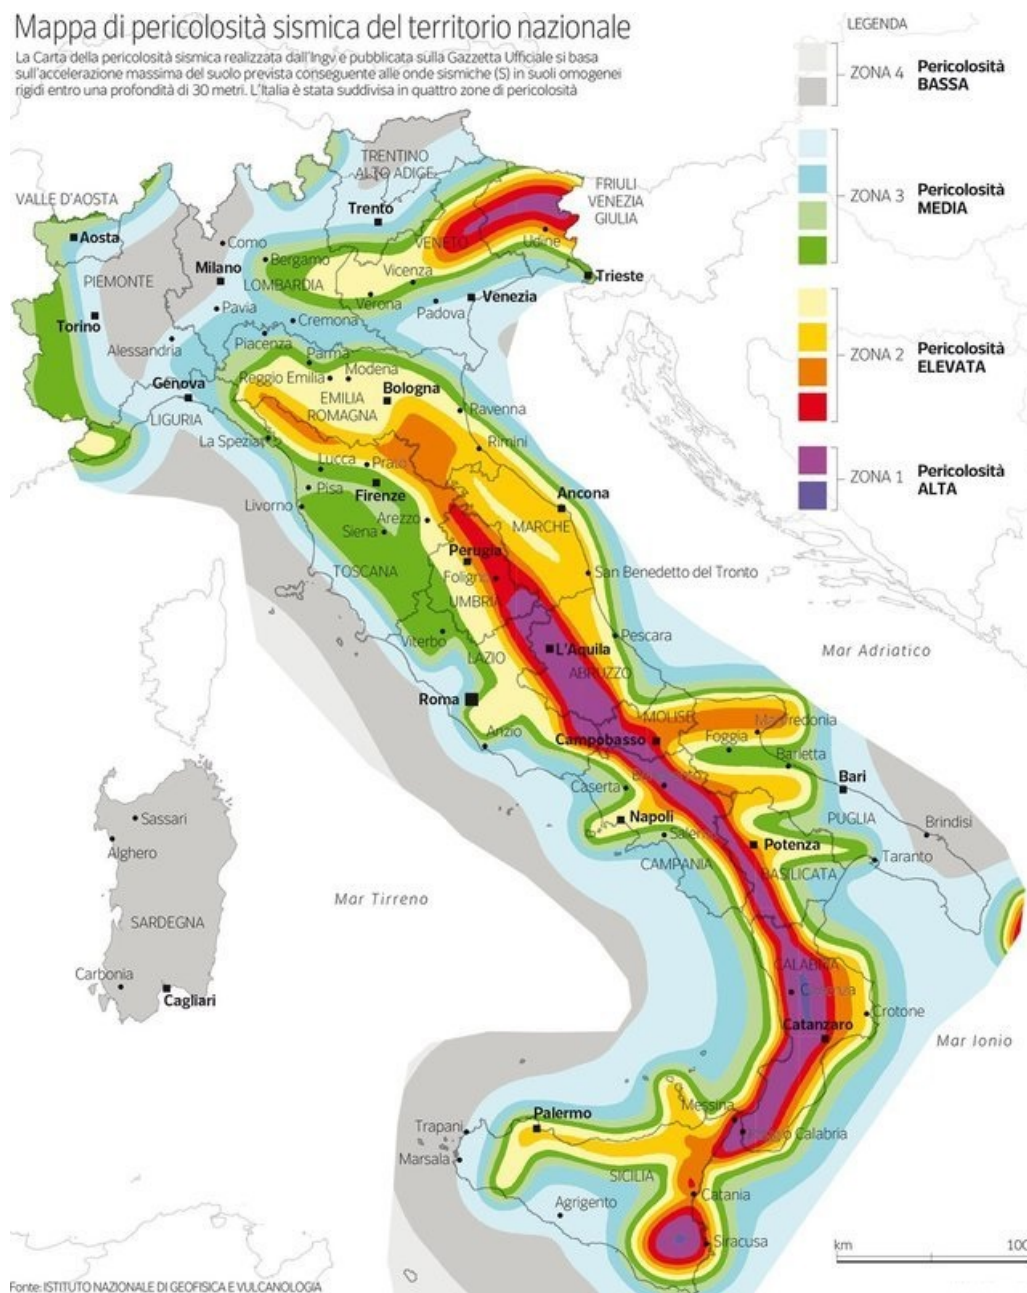 Mappa di pericolosità sismica del territorio nazionale
La Carta della pericolosità sismica realizzata dall'Ingv e pubblicata sulla Gazzetta Ufficiale si basa
sull'accelerazione massima del suolo prevista conseguente alle onde sismiche (S) in suoli omogenei
rigidi entro una profondità di 30 metri. L'Italia è stata suddivisa in quattro zone di pericolosità
LEGENDA
ZONA 4
Pericolosità
BASSA
ZONA 3
Pericolosità
MEDIA
ZONA 2
Pericolosità
ELEVATA
ZONA 1
Pericolosità
ALTA
TRENTINO
ALTO ADIGE
VALLE D'AOSTA
FRIULI
VENEZIA
GIULIA
Trento
Aosta
Como
VENETO
Udine
Bergamo
Milano
PIEMONTE
LOMBARDIA
Vicenza
Trieste
Verona
Venezia
Padova
Pavia
Torino
Cremona
Piacenza
Alessandria
Parma
Modena
Reggio Emilia
Genova
Bologna
EMILIA
ROMAGNA
Ravenna
LIGURIA
La Spezia
Rimini
Lucca
Prato
Pisa
Firenze
Ancona
Livorno
Arezzo
MARCHE
Siena
Perugia
TOSCANA
Foligno
San Benedetto del Tronto
UMBRIA
Viterbo
Pescara
LAZIO
L'Aquila
ABRUZZO
Mar Adriatico
Roma
MOLISE
Manfredonia
Anzio
Campobasso
Foggia
Barletta
Bari
Caserta
Napoli
PUGLIA
Brindisi
Sassari
Salerno
Potenza
Alghero
CAMPANIA
BASILICATA
Taranto
Mar Tirreno
SARDEGNA
CALABRIA
Carbonia
Cosenza
Cagliari
Crotone
Catanzaro
Mar Ionio
Messina
Palermo
Trapani
Reggio Calabria
Marsala
SICILIA
Agrigento
Catania
Siracusa
km
100
Fonte: ISTITUTO NAZIONALE DI GEOFISICA E VULCANOLOGIA